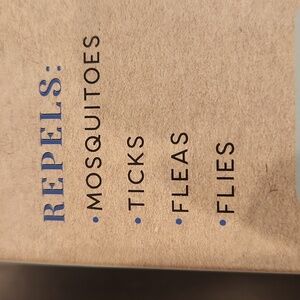 REPELS:
• MOSQUITOES
• TICKS
• FLEAS
• FLIES